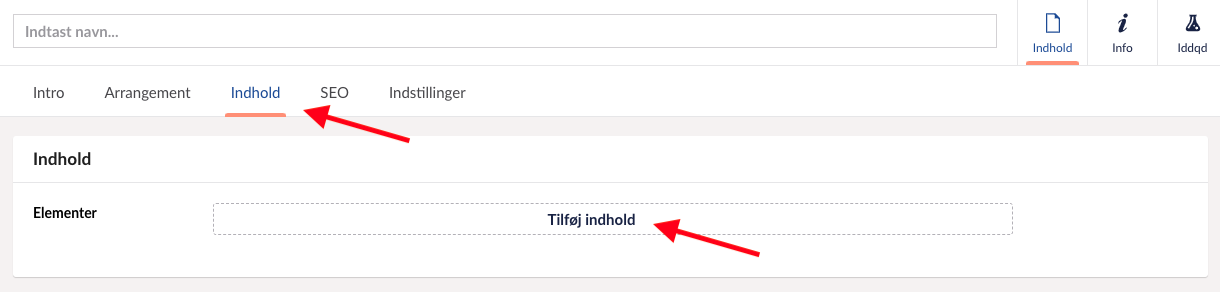 Indtast navn...
Indhold
Info
Iddqd
Intro
Arrangement
Indhold
SEO
Indstillinger
Indhold
Elementer
Tilføj indhold